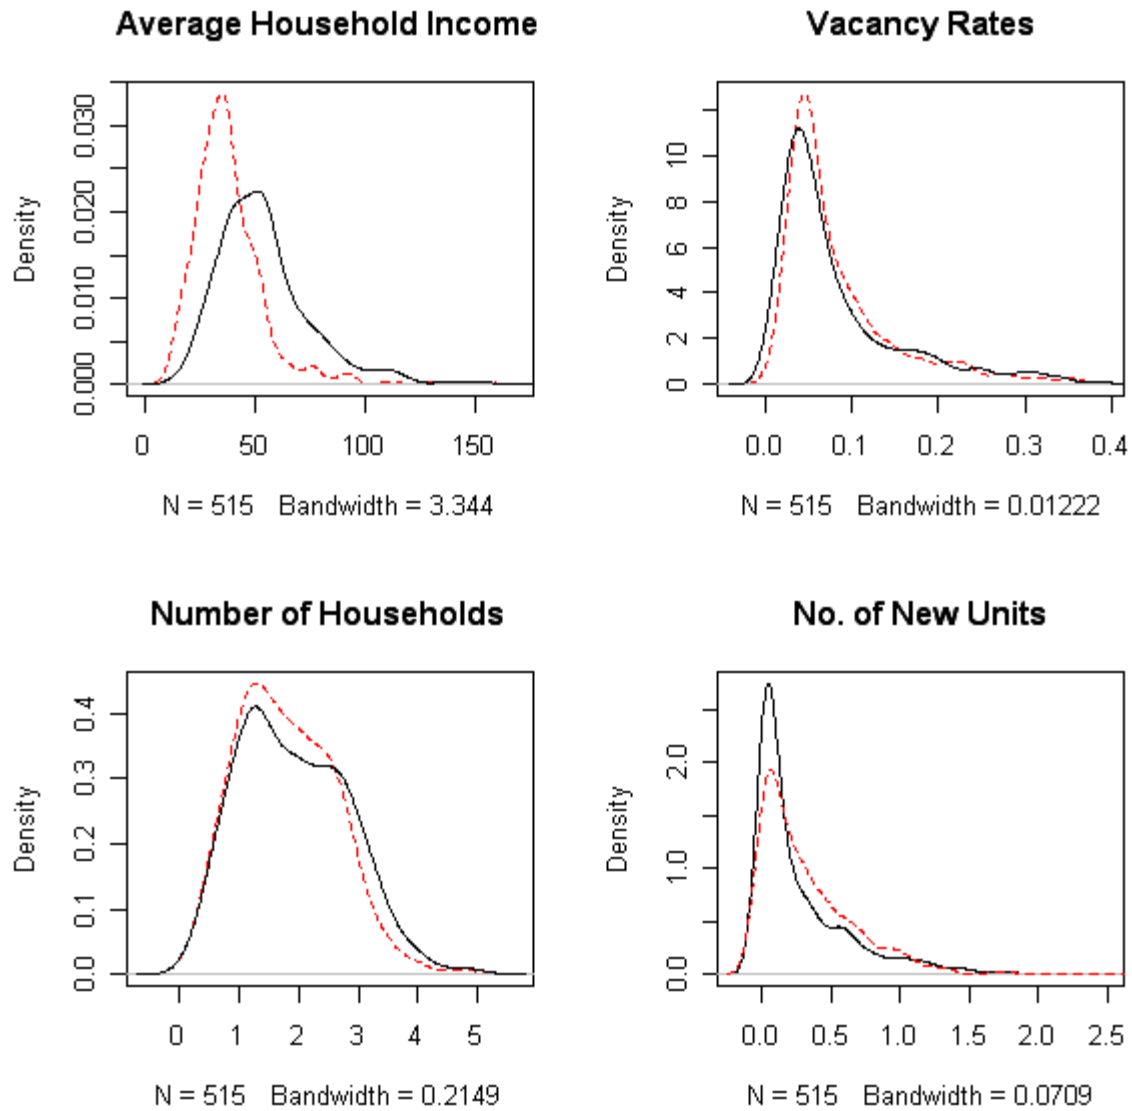 Average Household Income
Density
0.000 0.010 0.020 0.030
0 50 100 150
N = 515 Bandwidth = 3.344
Vacancy Rates
Density
0 2 4 6 8 10
0.0 0.1 0.2 0.3 0.4
N = 515 Bandwidth = 0.01222
Number of Households
Density
0.0 0.1 0.2 0.3 0.4
0 1 2 3 4 5
N = 515 Bandwidth = 0.2149
No. of New Units
Density
0.0 1.0 2.0
0.0 0.5 1.0 1.5 2.0 2.5
N = 515 Bandwidth = 0.0709